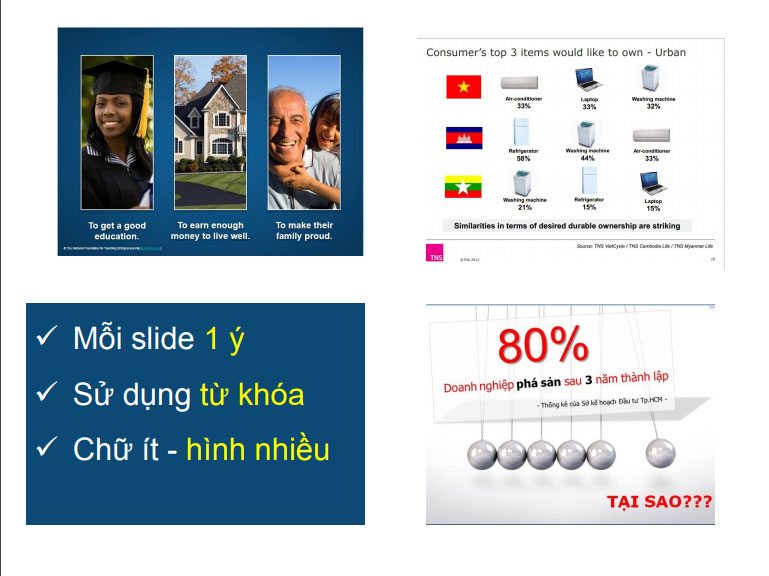 To get a good
education.
To earn enough
money to live well.
To make their
family proud.
© The National Foundation for Teaching Entrepreneurship
Consumer's top 3 items would like to own - Urban
Air-conditioner
33%
Laptop
33%
Washing machine
32%
Refrigerator
58%
Washing machine
44%
Air-conditioner
33%
Washing machine
21%
Refrigerator
15%
Laptop
15%
Similarities in terms of desired durable ownership are striking
Source: TNS VietCycle / TNS Cambodia Life / TNS Myanmar Life
TNS
©TNS 2012
Mỗi slide 1 ý
Sử dụng từ khóa
Chữ ít - hình nhiều
80%
Doanh nghiệp phá sản sau 3 năm thành lập
- Thống kê của Sở kế hoạch Đầu tư Tp.HCM -
TẠI SAO???